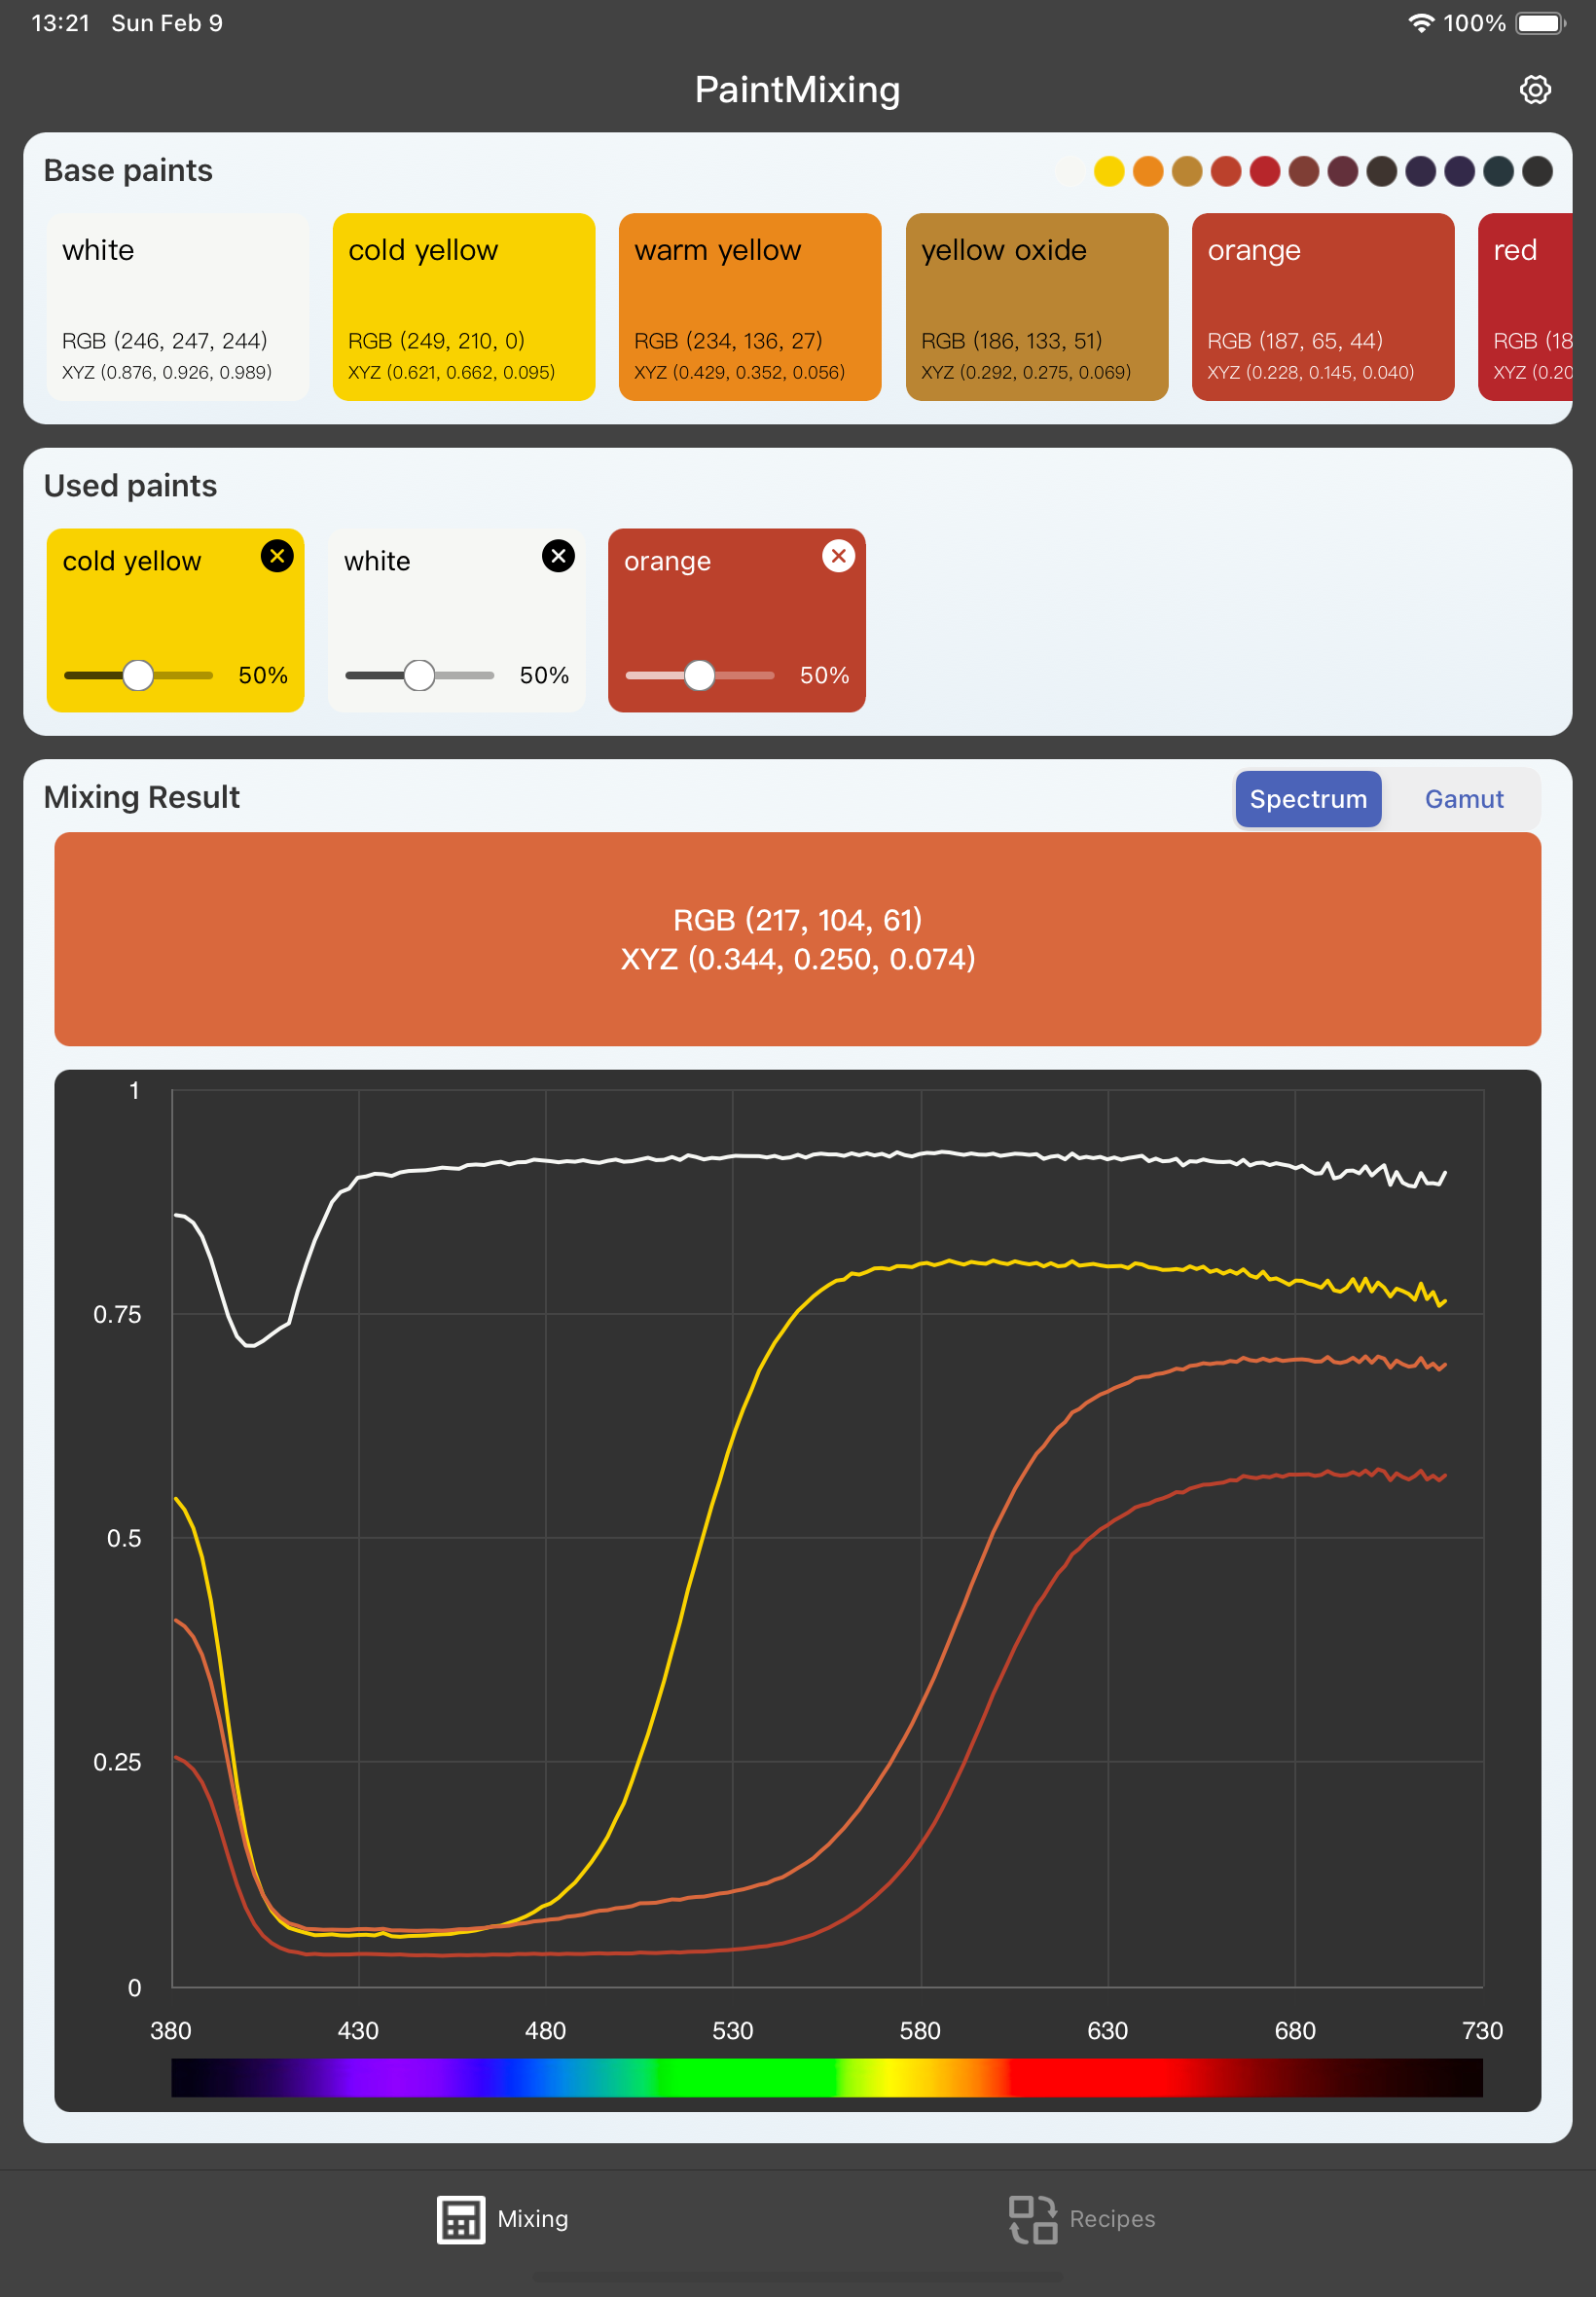 13:21 Sun Feb 9 100%
PaintMixing
Base paints
white
RGB (246, 247, 244)
XYZ (0.876, 0.926, 0.989)
cold yellow
RGB (249, 210, 0)
XYZ (0.621, 0.662, 0.095)
warm yellow
RGB (234, 136, 27)
XYZ (0.429, 0.352, 0.056)
yellow oxide
RGB (186, 133, 51)
XYZ (0.292, 0.275, 0.069)
orange
RGB (187, 65, 44)
XYZ (0.228, 0.145, 0.040)
red
RGB (18
XYZ (0.20
Used paints
cold yellow
50%
white
50%
orange
50%
Mixing Result
Spectrum Gamut
RGB (217, 104, 61)
XYZ (0.344, 0.250, 0.074)
1
0.75
0.5
0.25
0
380 430 480 530 580 630 680 730
Mixing Recipes